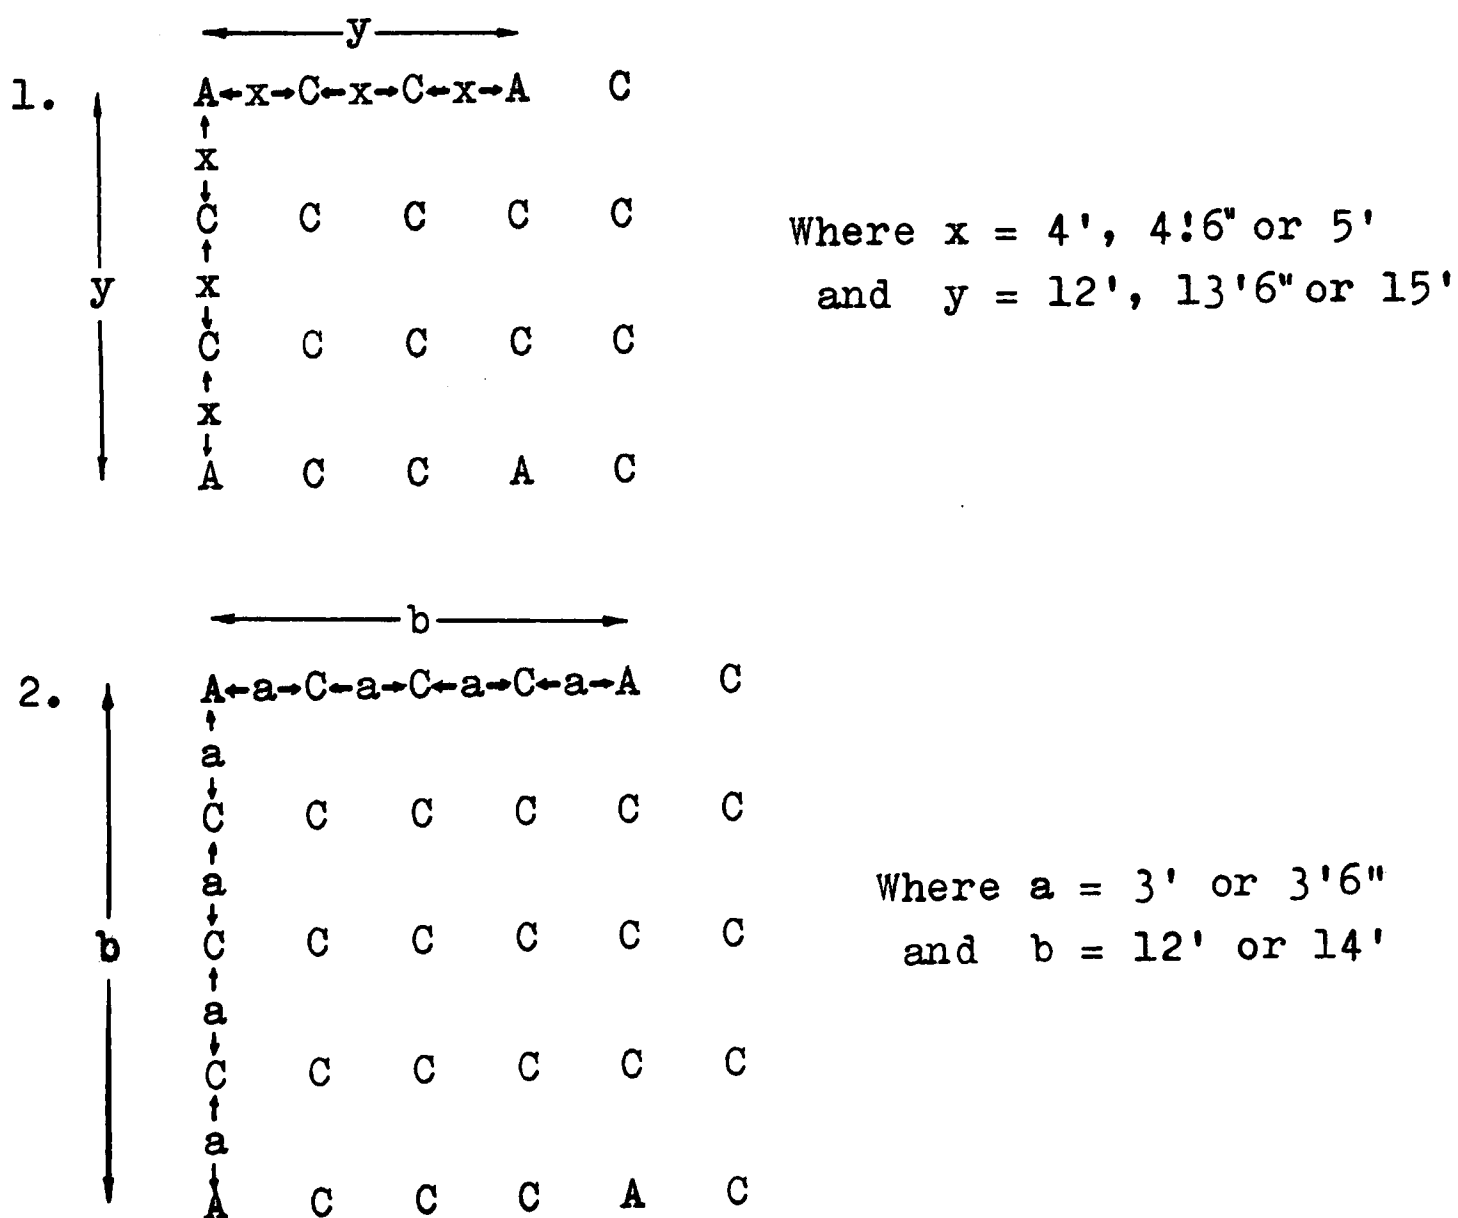 y
1. A x C x C x A C
x
C C C C C
Where x = 4', 4!6" or 5'
y x
and y = 12', 13'6" or 15'
C C C C C
x
A C C A C
b
2. A a C a C a C a A C
a
C C C C C C
a
Where a = 3' or 3'6"
b C C C C C C
and b = 12' or 14'
a
C C C C C C
a
A C C C A C